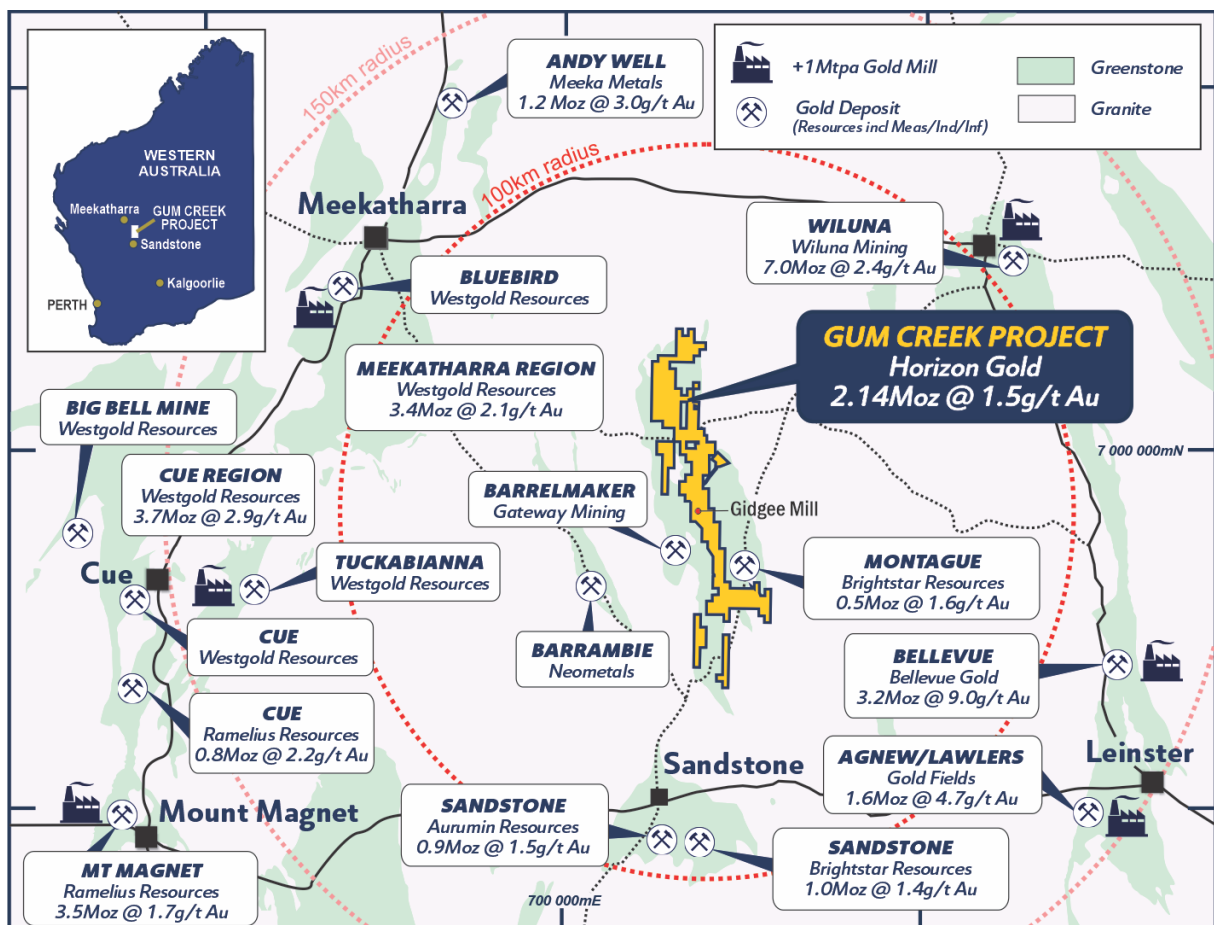 WESTERN
AUSTRALIA
Meekatharra
GUM CREEK
PROJECT
Sandstone
Kalgoorlie
PERTH
150km radius
100km radius
ANDY WELL
Meeka Metals
1.2 Moz @ 3.0g/t Au
+1Mtpa Gold Mill
Gold Deposit
(Resources incl Meas/Ind/Inf)
Greenstone
Granite
Meekatharra
WILUNA
Wiluna Mining
7.0Moz @ 2.4g/t Au
BLUEBIRD
Westgold Resources
GUM CREEK PROJECT
Horizon Gold
2.14Moz @ 1.5g/t Au
MEEKATHARRA REGION
Westgold Resources
3.4Moz @ 2.1g/t Au
BIG BELL MINE
Westgold Resources
7 000 000mN
CUE REGION
Westgold Resources
3.7Moz @ 2.9g/t Au
BARRELMAKER
Gateway Mining
Gidgee Mill
Cue
TUCKABIANNA
Westgold Resources
MONTAGUE
Brightstar Resources
0.5Moz @ 1.6g/t Au
CUE
Westgold Resources
BARRAMBIE
Neometals
BELLEVUE
Bellevue Gold
3.2Moz @ 9.0g/t Au
CUE
Ramelius Resources
0.8Moz @ 2.2g/t Au
Sandstone
AGNEW/LAWLERS
Gold Fields
1.6Moz @ 4.7g/t Au
Leinster
Mount Magnet
SANDSTONE
Aurumin Resources
0.9Moz @ 1.5g/t Au
SANDSTONE
Brightstar Resources
1.0Moz @ 1.4g/t Au
MT MAGNET
Ramelius Resources
3.5Moz @ 1.7g/t Au
700 000mE